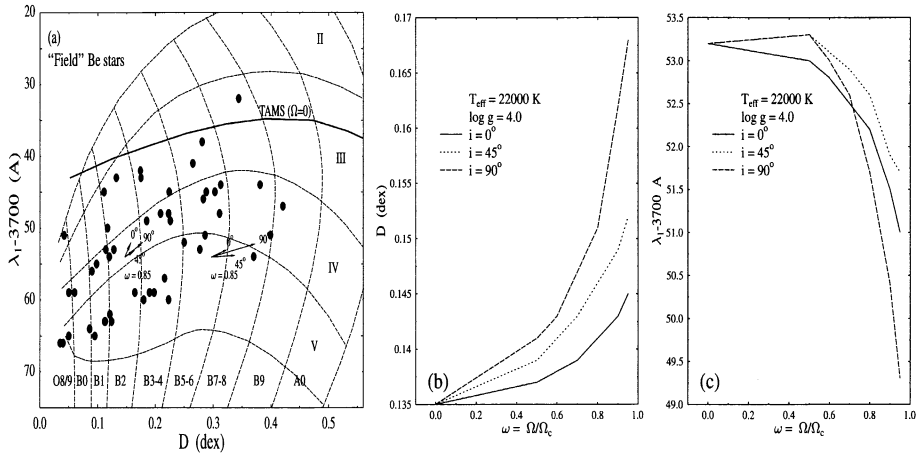 (a)
"Field" Be stars
II
TAMS (Ω=0)
III
IV
V
0° 90°
45°
ω=0.85
0° 90
45°
ω=0.85
O8/9 B0 B1 B2 B3-4 B5-6 B7-8 B9 A0
20
30
40
50
60
70
λ₁-3700 (A)
0.0 0.1 0.2 0.3 0.4 0.5
D (dex)
0.17
0.167
0.16
0.155
0.15
0.145
0.14
0.135
D (dex)
T_eff = 22000 K
log g = 4.0
i = 0°
i = 45°
i = 90°
(b)
0.0 0.2 0.4 0.6 0.8 1.0
ω = Ω/Ω_c
53.5
53.0
52.5
52.0
51.5
51.0
50.5
50.0
49.5
49.0
λ₁-3700 A
T_eff = 22000 K
log g = 4.0
i = 0°
i = 45°
i = 90°
(c)
0.0 0.2 0.4 0.6 0.8 1.0
ω = Ω/Ω_c